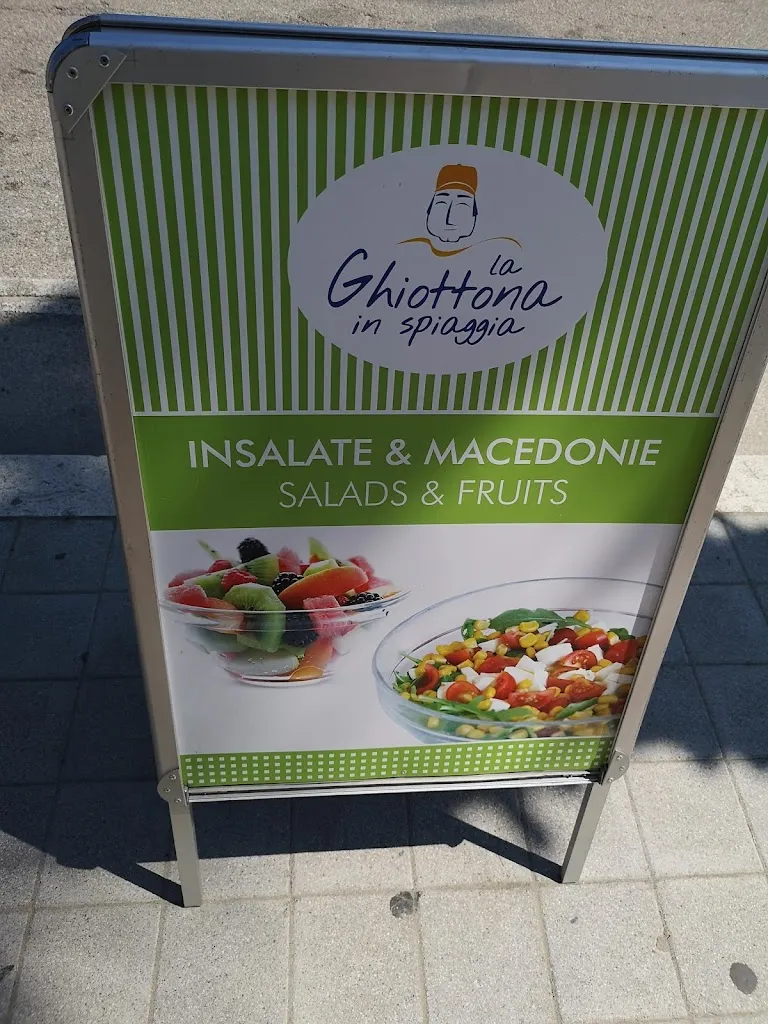 la
Ghiottona
in spiaggia
INSALATE & MACEDONIE
SALADS & FRUITS